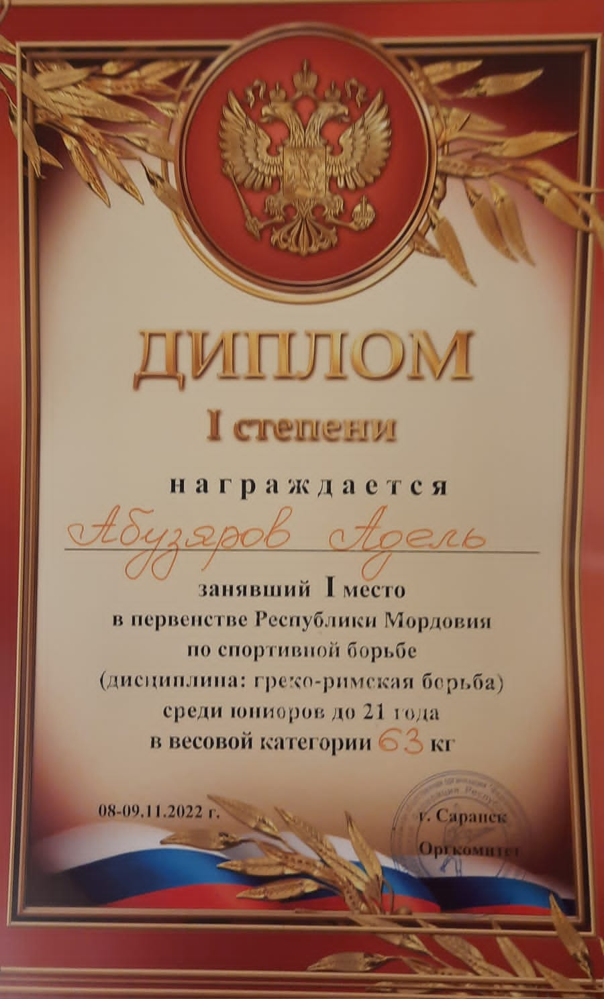 ДИПЛОМ
I степени
награждается
Абузяров Адель
занявший I место
в первенстве Республики Мордовия
по спортивной борьбе
(дисциплина: греко-римская борьба)
среди юниоров до 21 года
в весовой категории 63 кг
08-09.11.2022 г.
г. Саранск
Оргкомитет